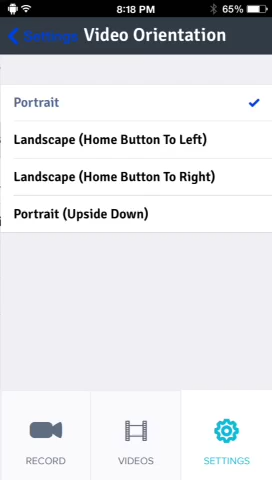 8:18 PM
65%
Settings
Video Orientation
Portrait
Landscape (Home Button To Left)
Landscape (Home Button To Right)
Portrait (Upside Down)
RECORD
VIDEOS
SETTINGS